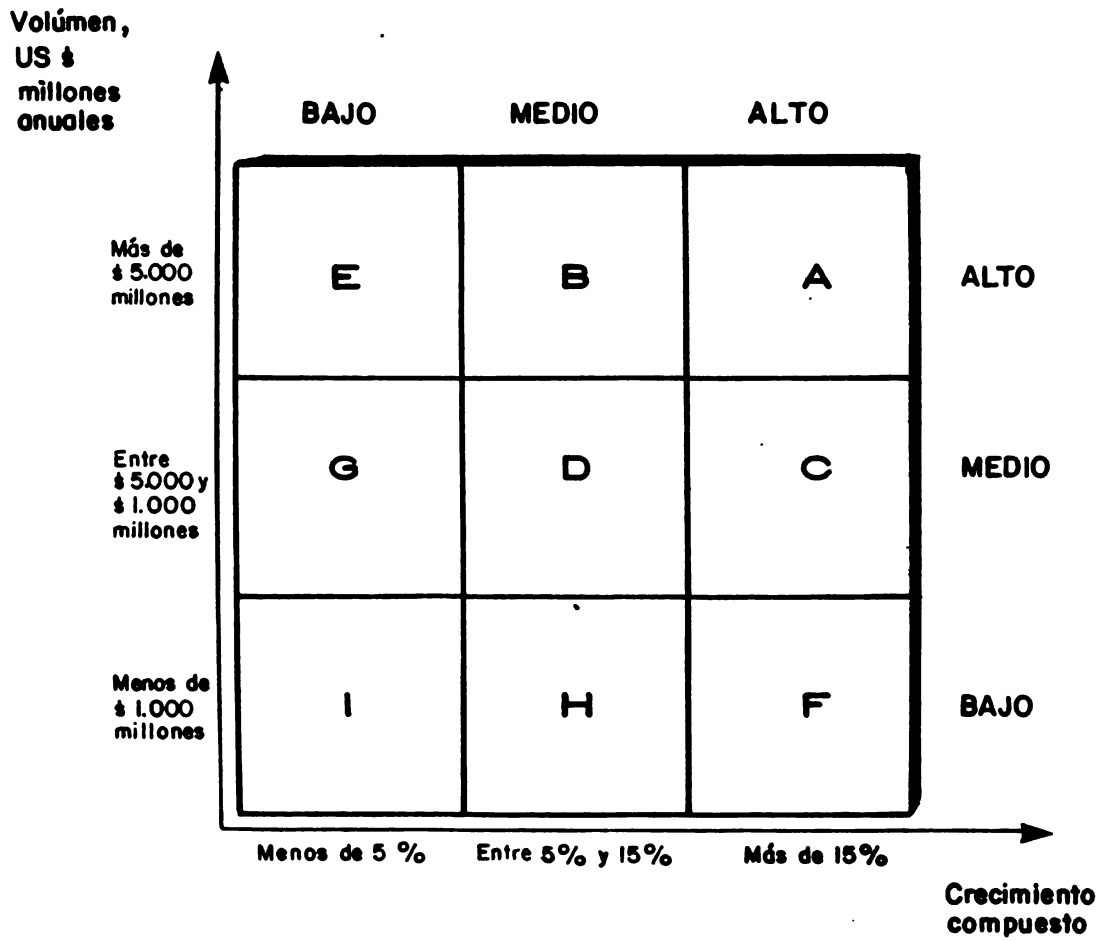 Volúmen,
US $
millones
anuales
BAJO MEDIO ALTO
Más de
$ 5.000
millones
E B A ALTO
Entre
$ 5.000 y
$ 1.000
millones
G D C MEDIO
Menos de
$ 1.000
millones
I H F BAJO
Menos de 5 % Entre 5% y 15% Más de 15%
Crecimiento
compuesto